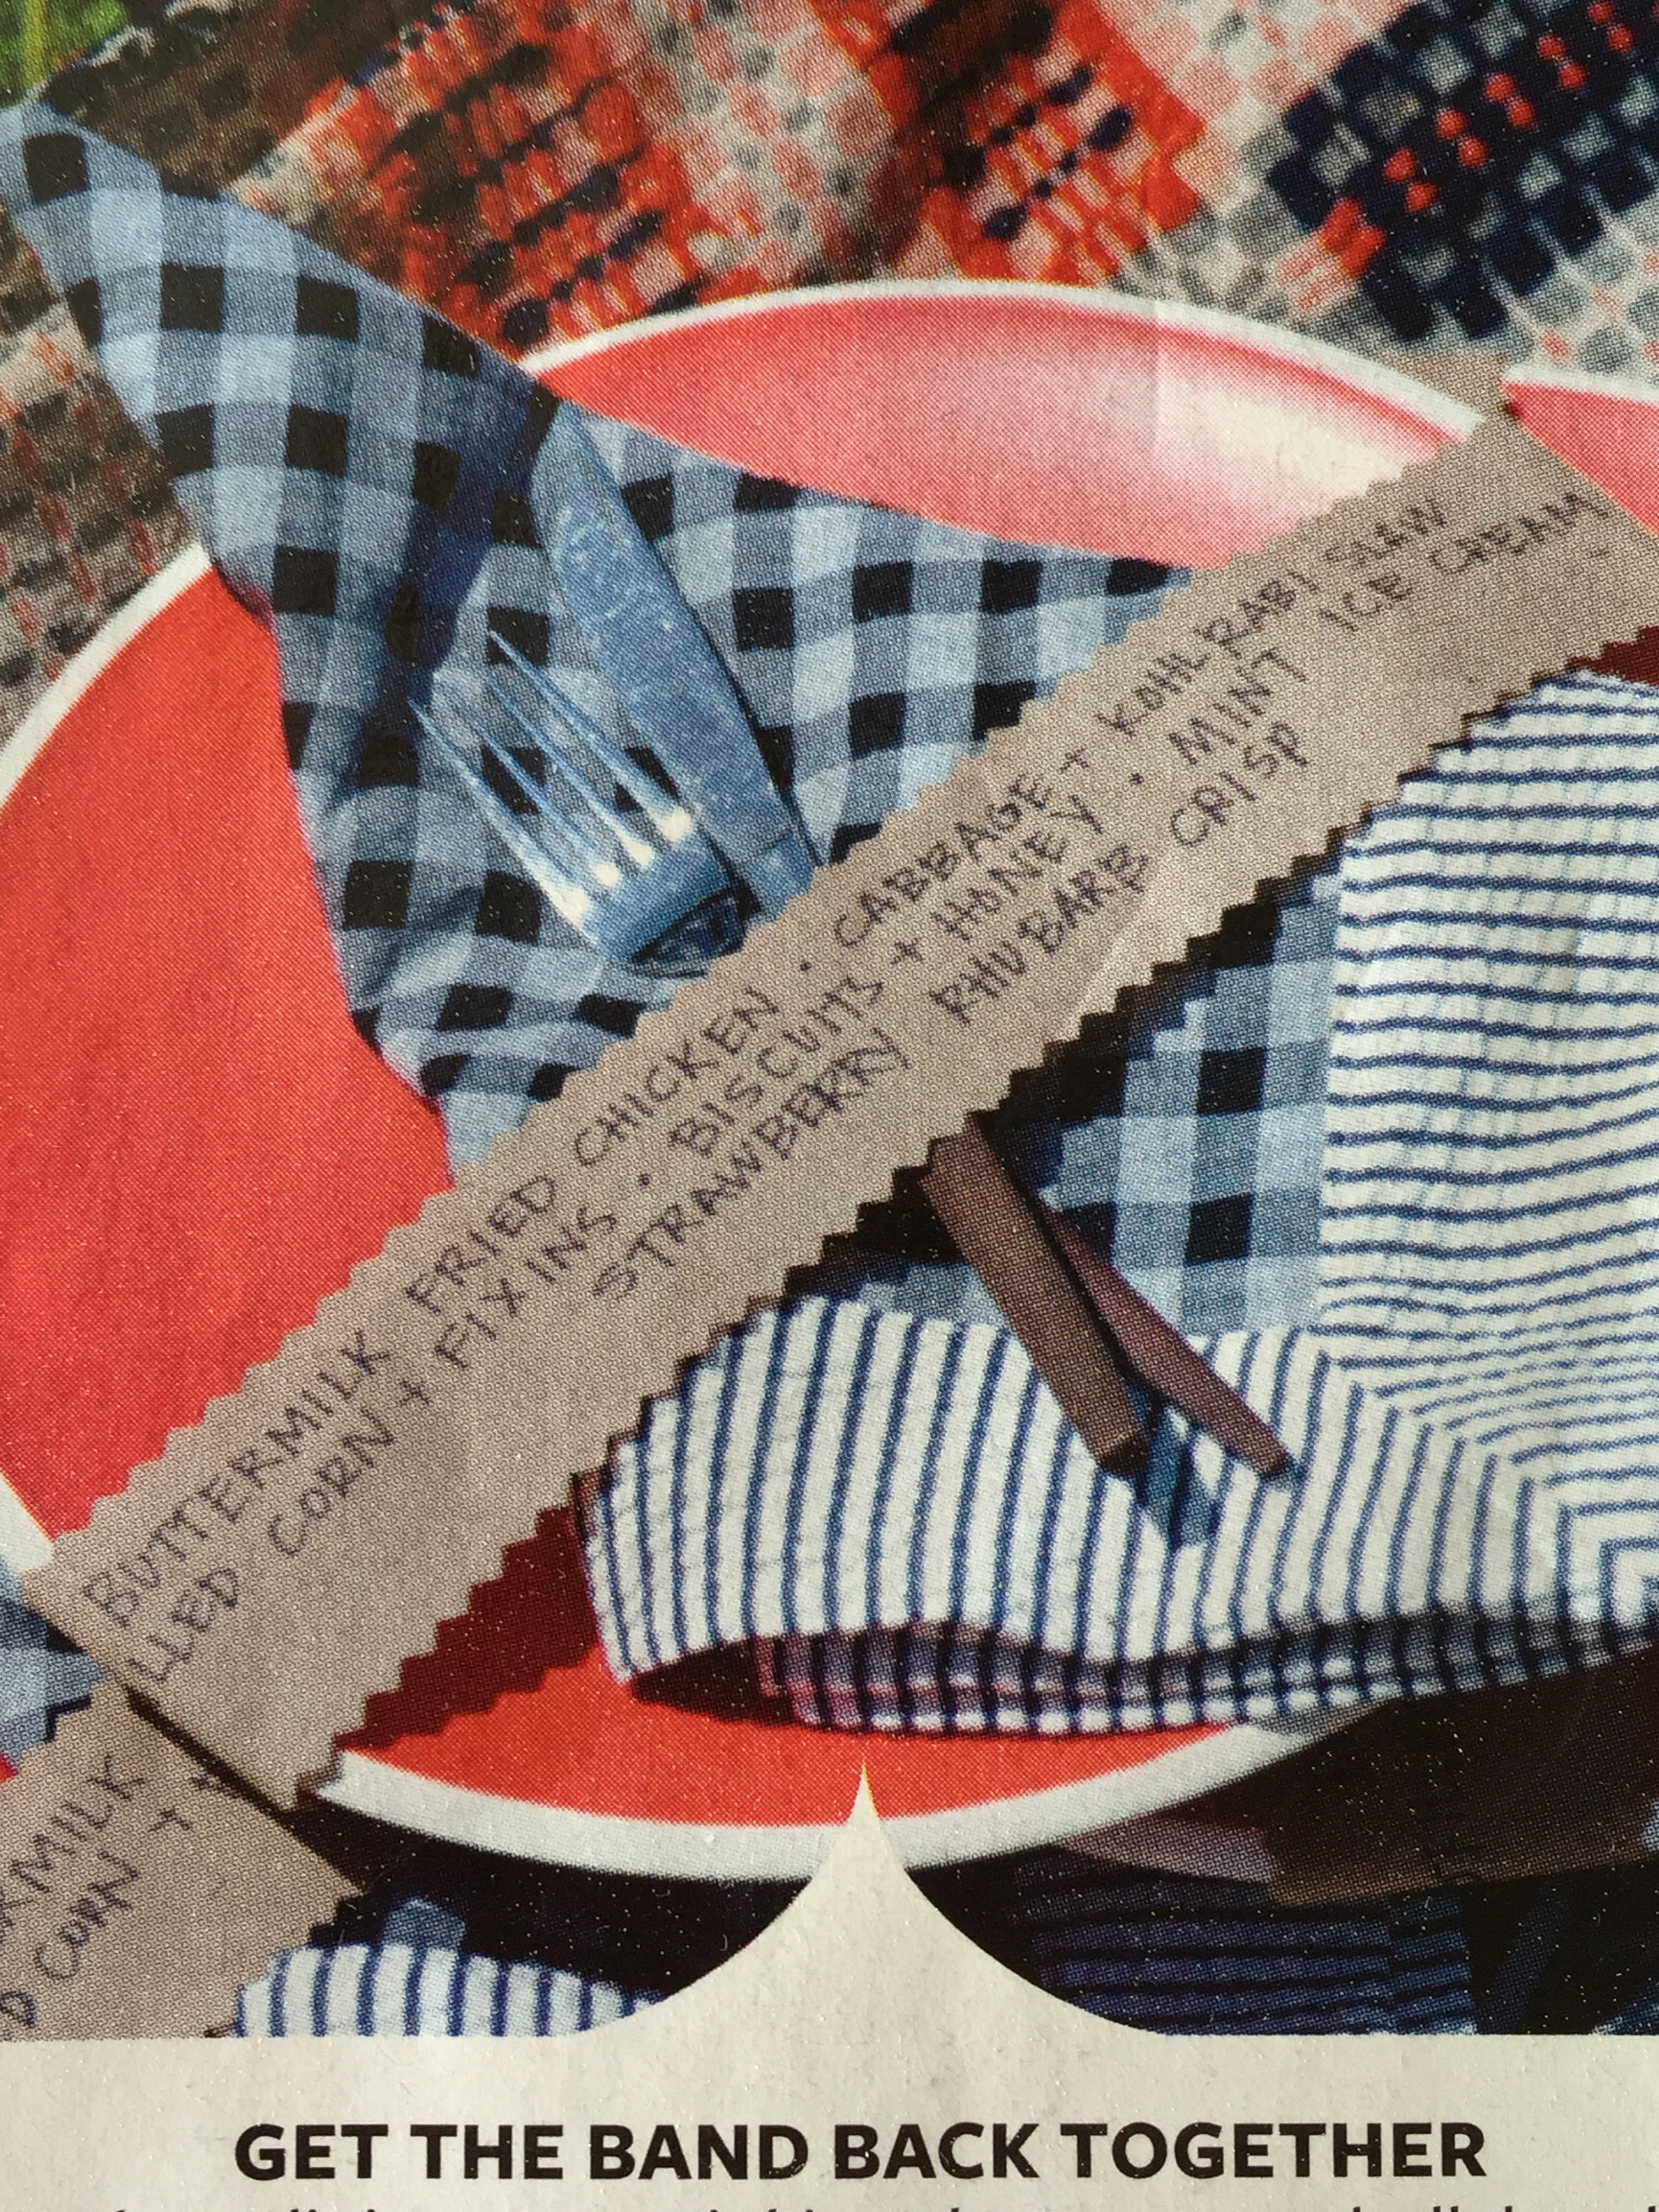 BUTTERMILK FRIED CHICKEN · CABBAGE + KOHLRABI SLAW
LLED CORN + FIXINS · BISCUITS + HONEY · MINT ICE CREAM
STRAWBERRY RHUBARB CRISP
RMILK
D CORN +
GET THE BAND BACK TOGETHER